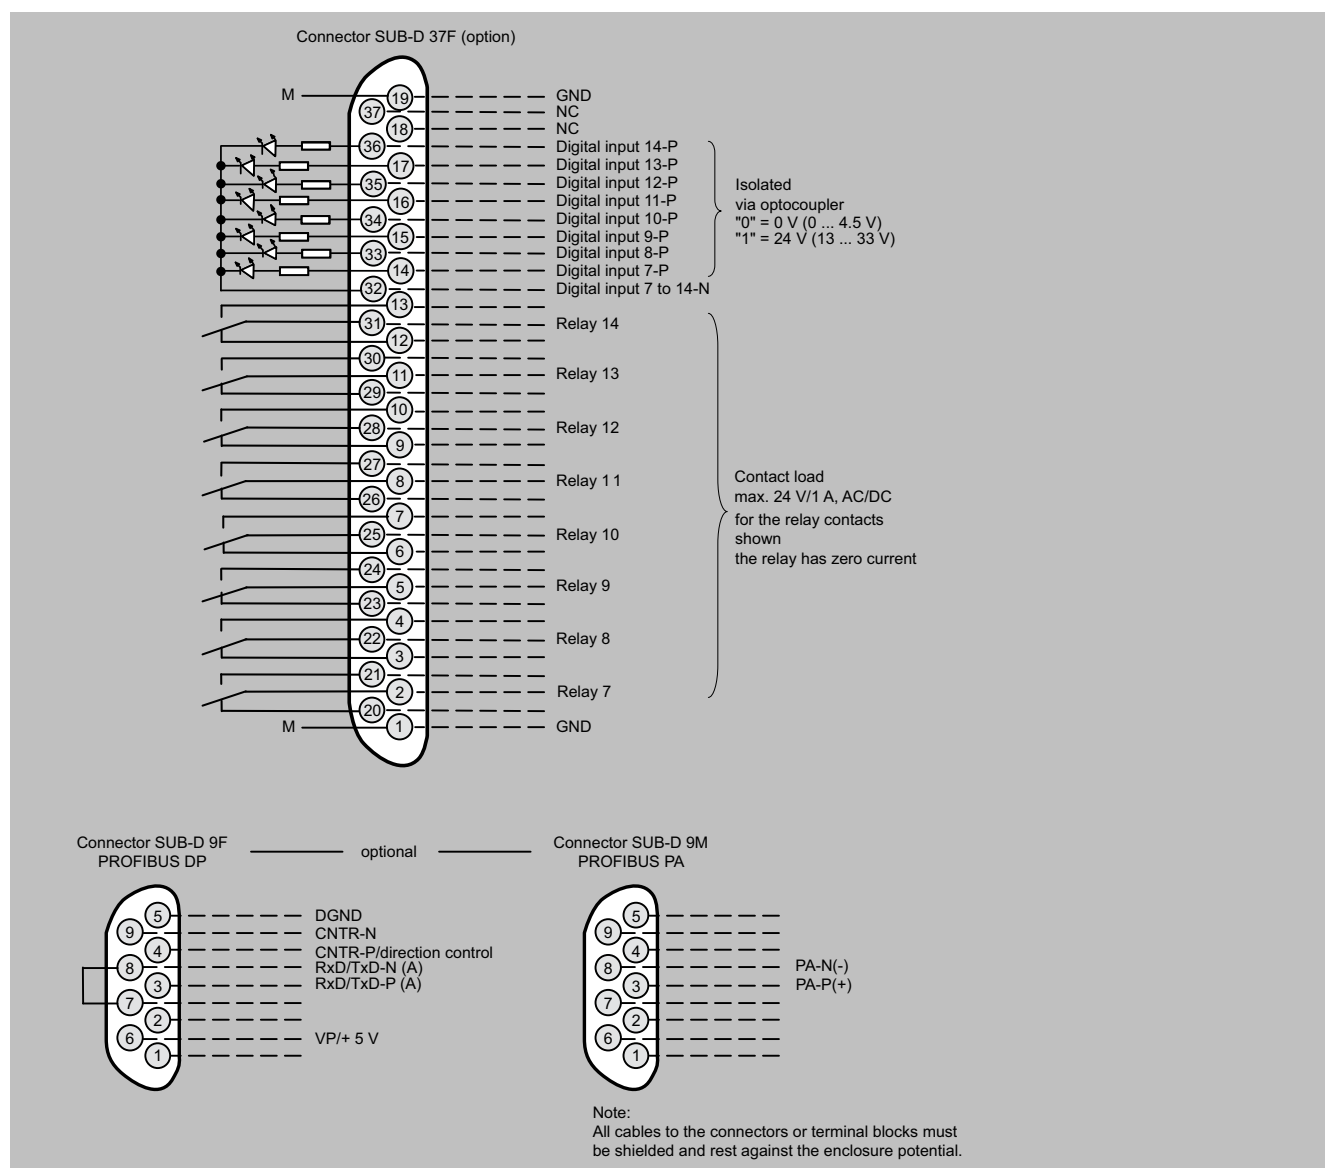 Connector SUB-D 37F (option)
M
19
GND
37
NC
18
NC
36
Digital input 14-P
17
Digital input 13-P
35
Digital input 12-P
16
Digital input 11-P
34
Digital input 10-P
15
Digital input 9-P
33
Digital input 8-P
14
Digital input 7-P
32
Digital input 7 to 14-N
Isolated
via optocoupler
"0" = 0 V (0 ... 4.5 V)
"1" = 24 V (13 ... 33 V)
13
31
Relay 14
12
30
11
Relay 13
29
10
28
Relay 12
9
27
8
Relay 11
26
7
25
Relay 10
6
24
5
Relay 9
23
4
22
Relay 8
3
21
2
Relay 7
20
M
1
GND
Contact load
max. 24 V/1 A, AC/DC
for the relay contacts
shown
the relay has zero current
Connector SUB-D 9F
PROFIBUS DP
optional
Connector SUB-D 9M
PROFIBUS PA
5
DGND
9
CNTR-N
4
CNTR-P/direction control
8
RxD/TxD-N (A)
3
RxD/TxD-P (A)
7
2
6
VP/+ 5 V
1
5
9
4
8
PA-N(-)
3
PA-P(+)
7
2
6
1
Note:
All cables to the connectors or terminal blocks must
be shielded and rest against the enclosure potential.